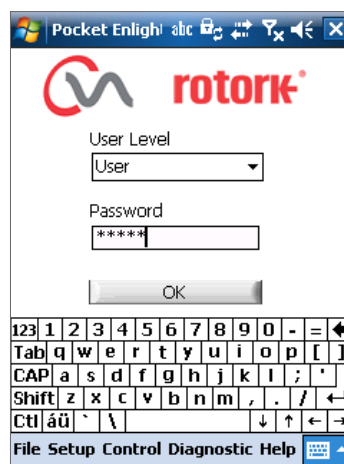 Pocket Enligh abc
rotork
User Level
User
Password
*****
OK
123 1 2 3 4 5 6 7 8 9 0 - =
Tab q w e r t y u i o p [ ]
CAP a s d f g h j k l ; '
Shift z x c v b n m , . /
Ctl áü ` \
File Setup Control Diagnostic Help